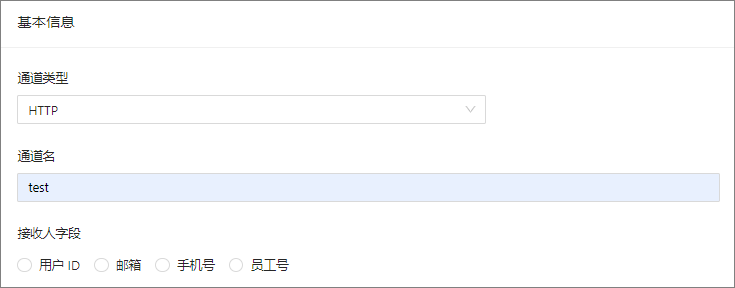 基本信息
通道类型
HTTP
通道名
test
接收人字段
用户 ID 邮箱 手机号 员工号